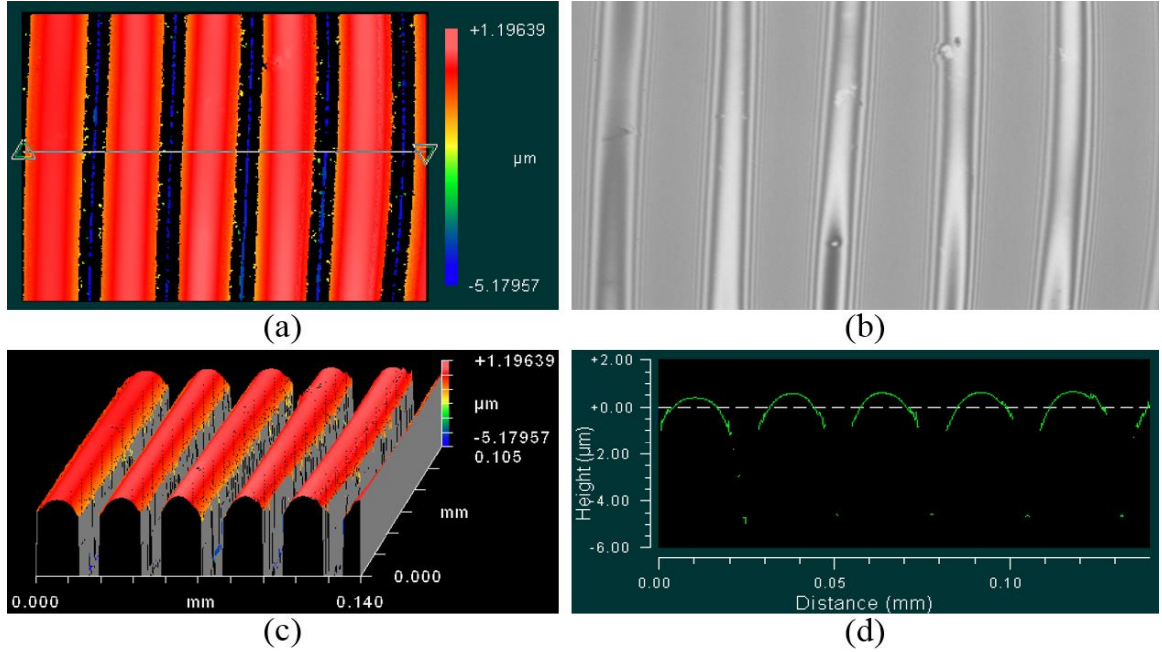 +1.19639
µm
-5.17957
(a)
(b)
+1.19639
µm
-5.17957
0.105
mm
0.000
0.000
mm
0.140
(c)
+2.00
+0.00
-2.00
-4.00
-6.00
Height (µm)
0.00
0.05
0.10
Distance (mm)
(d)